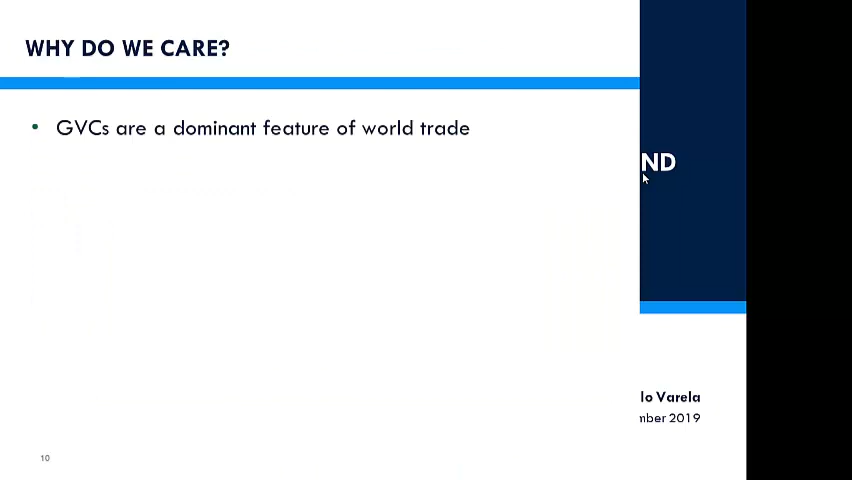 WHY DO WE CARE?
• GVCs are a dominant feature of world trade
ND
lo Varela
mber 2019
10